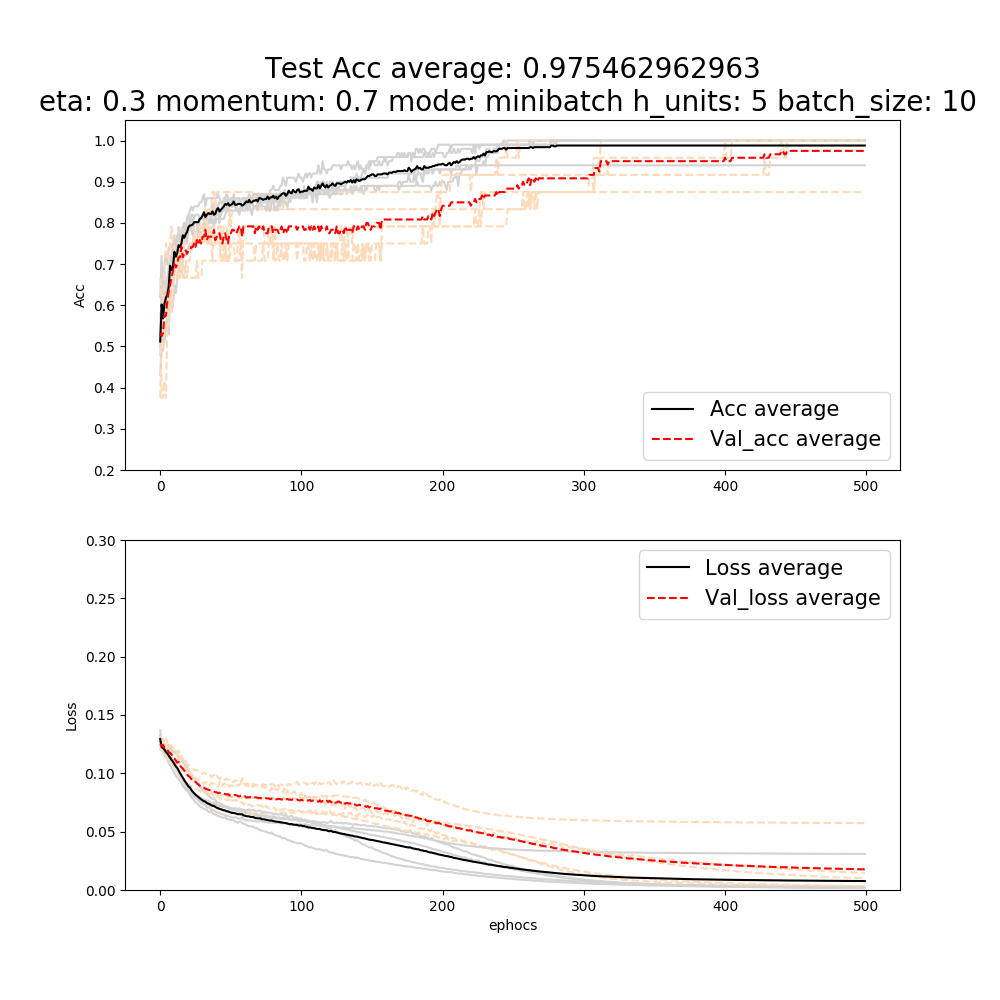 Test Acc average: 0.975462962963
eta: 0.3 momentum: 0.7 mode: minibatch h_units: 5 batch_size: 10
1.0
0.9
0.8
0.7
0.6
0.5
0.4
0.3
0.2
Acc
0 100 200 300 400 500
Acc average
Val_acc average
0.30
0.25
0.20
0.15
0.10
0.05
0.00
Loss
Loss average
Val_loss average
0 100 200 300 400 500
ephocs